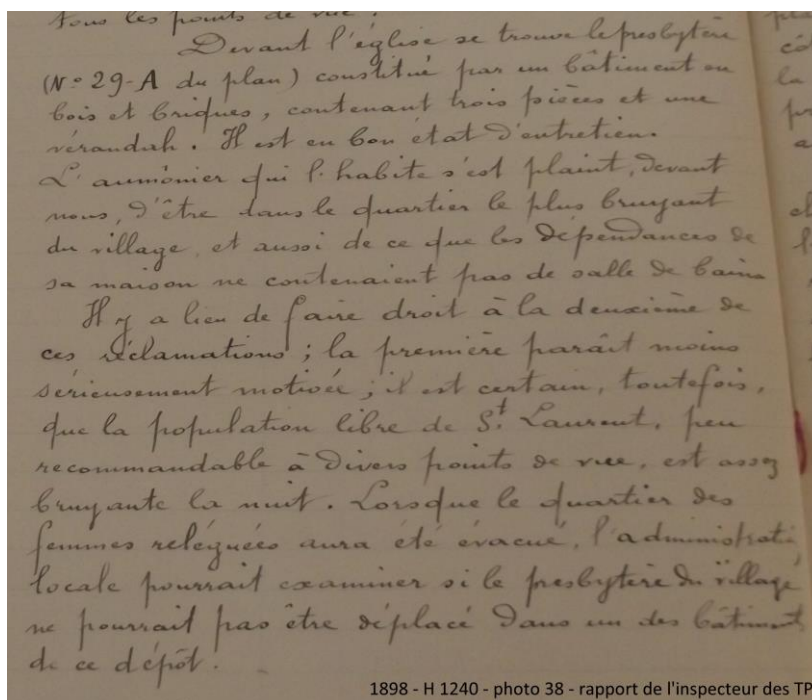 tous les points de vue.
Devant l'église se trouve le presbytère
(N° 29-A du plan) constitué par un bâtiment en
bois et briques, contenant trois pièces et une
vérandah. Il est en bon état d'entretien.
L'aumônier qui l'habite s'est plaint, devant
nous, d'être dans le quartier le plus bruyant
du village, et aussi de ce que les dépendances de
sa maison ne contenaient pas de salle de bains
Il y a lieu de faire droit à la deuxième de
ces réclamations ; la première paraît moins
sérieusement motivée ; il est certain, toutefois,
que la population libre de St. Laurent, peu
recommandable à divers points de vue, est assez
bruyante la nuit. Lorsque le quartier des
femmes reléguées aura été évacué, l'administrati
locale pourrait examiner si le presbytère du village
ne pourrait pas être déplacé dans un des bâtiments
de ce dépôt.
1898 - H 1240 - photo 38 - rapport de l'inspecteur des TP